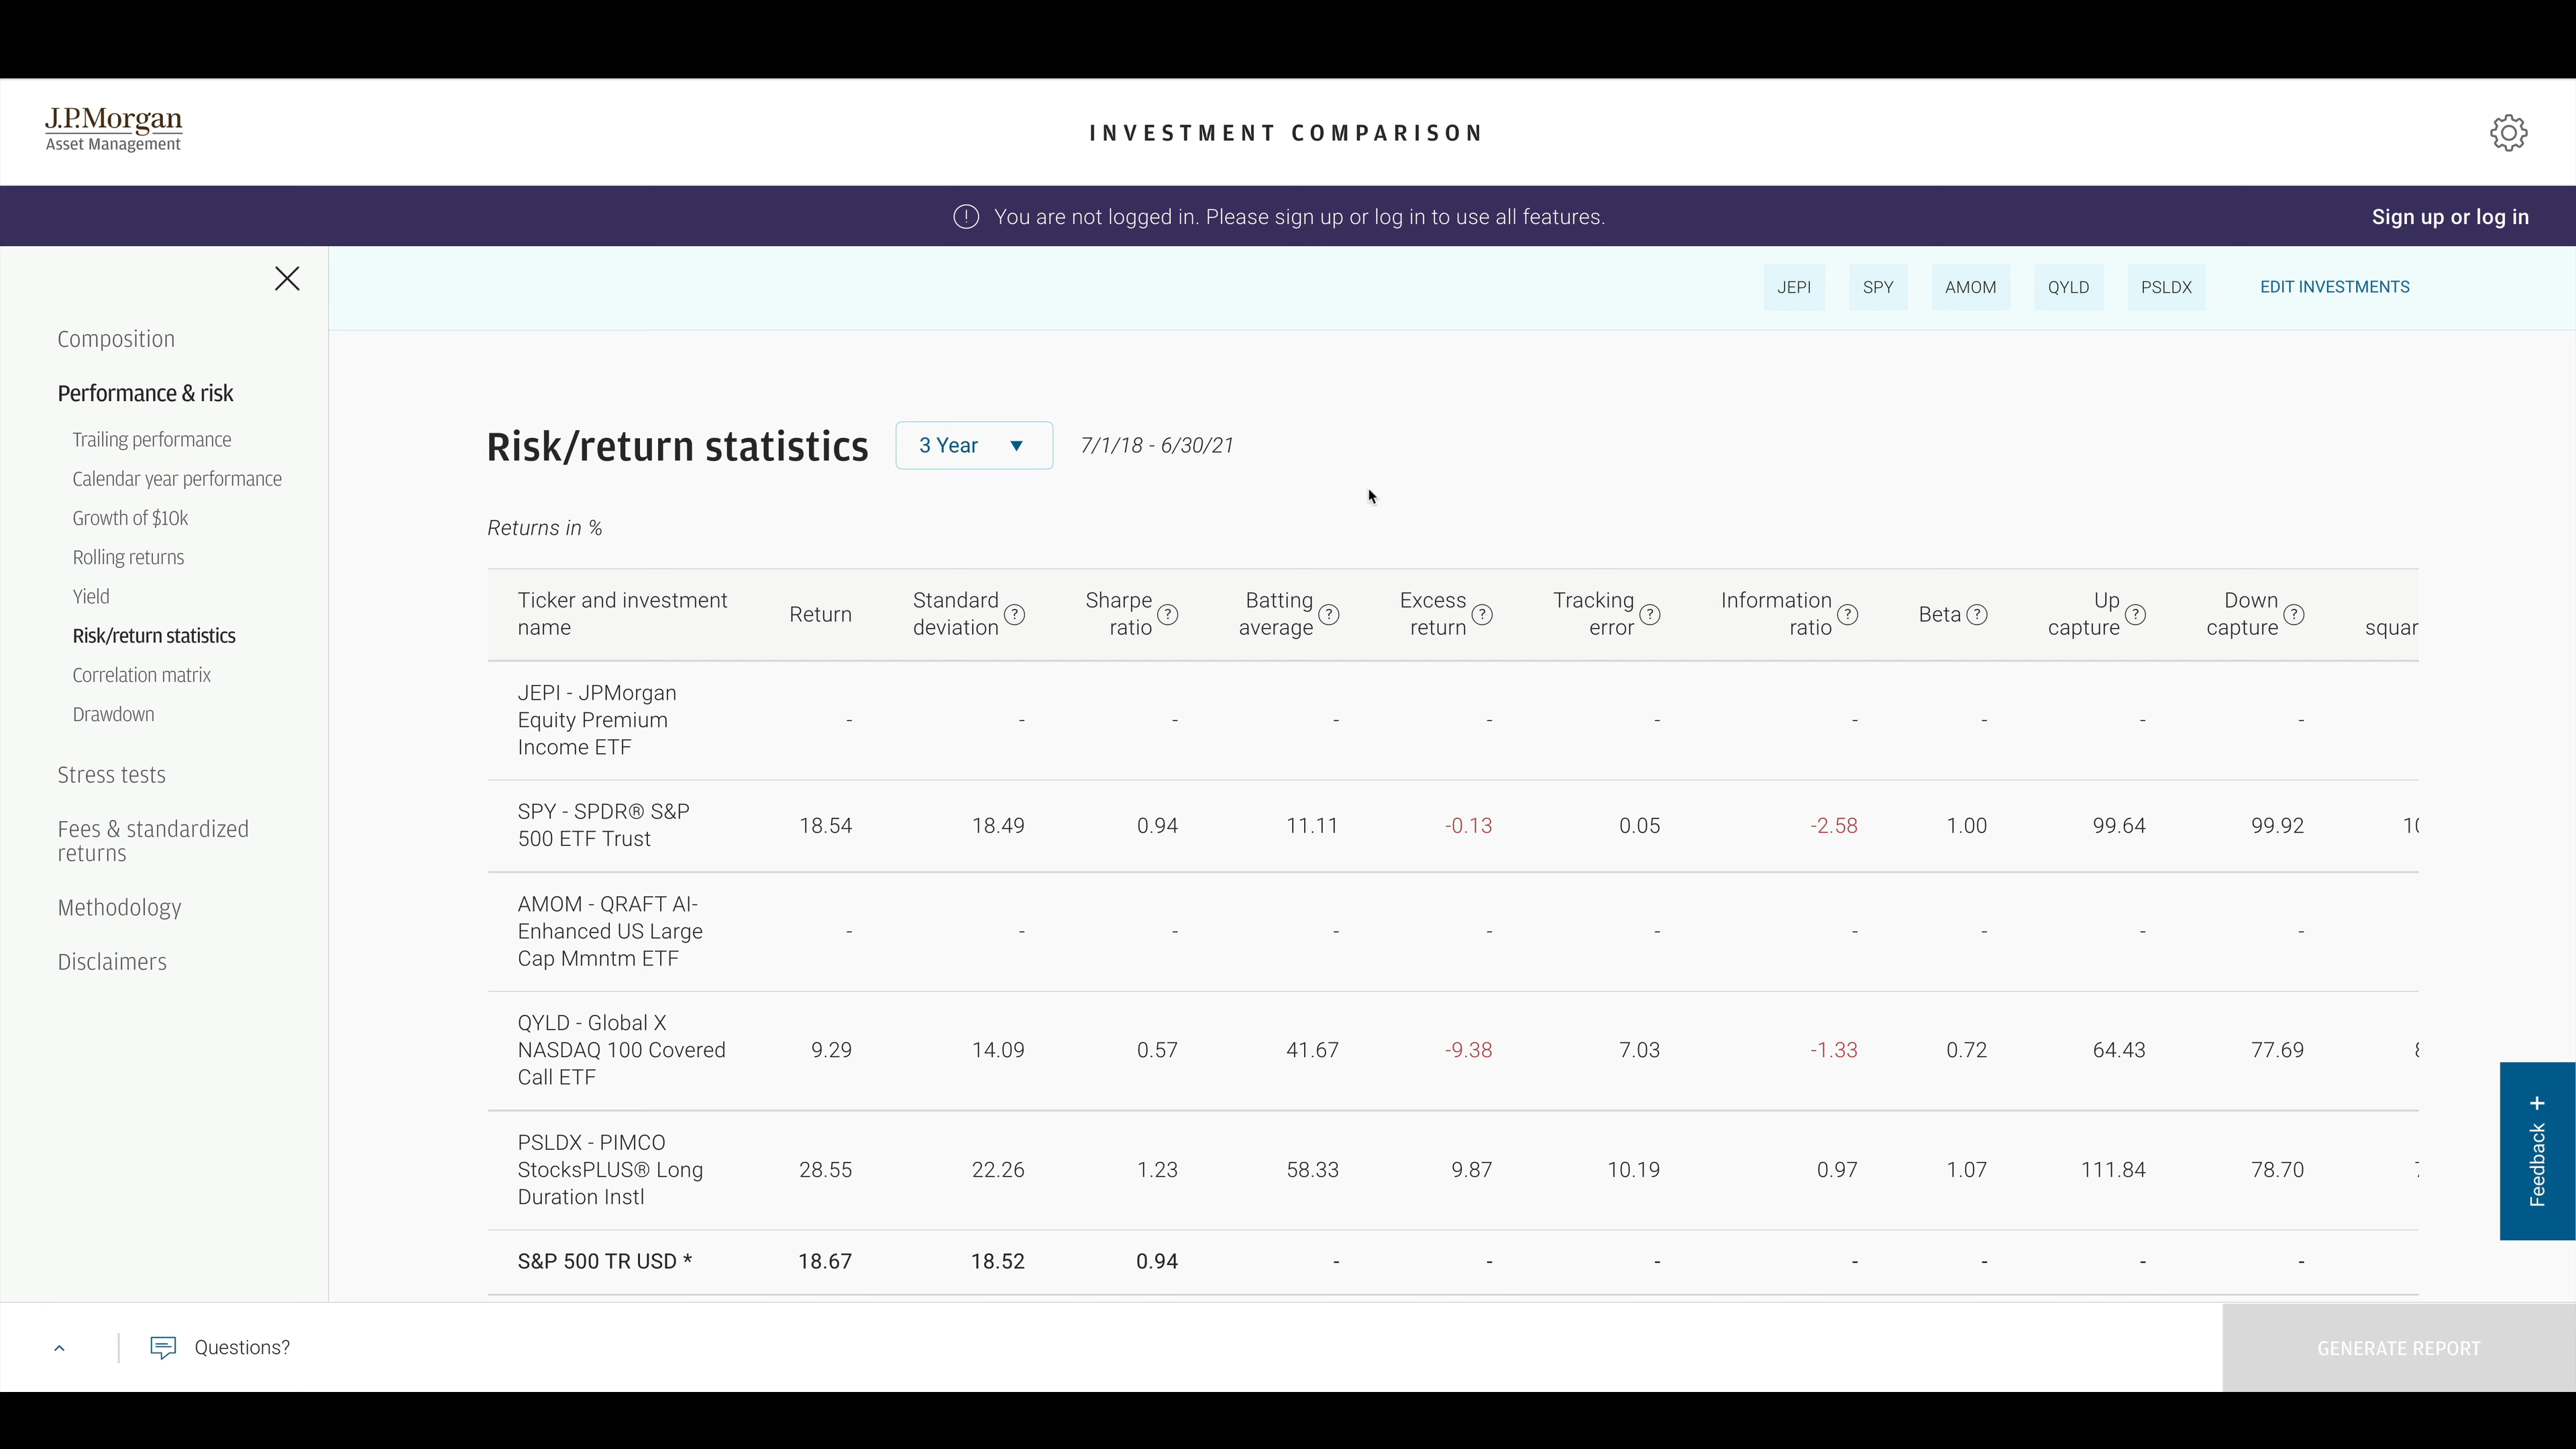 J.P.Morgan
Asset Management
INVESTMENT COMPARISON
You are not logged in. Please sign up or log in to use all features.
Sign up or log in
JEPI SPY AMOM QYLD PSLDX EDIT INVESTMENTS
Composition
Performance & risk
Trailing performance
Calendar year performance
Growth of $10k
Rolling returns
Yield
Risk/return statistics
Correlation matrix
Drawdown
Stress tests
Fees & standardized
returns
Methodology
Disclaimers
Risk/return statistics 3 Year 7/1/18 - 6/30/21
Returns in %
Ticker and investment
name
Return
Standard
deviation
Sharpe
ratio
Batting
average
Excess
return
Tracking
error
Information
ratio
Beta
Up
capture
Down
capture
JEPI - JPMorgan
Equity Premium
Income ETF
- - - - - - - - - -
SPY - SPDR® S&P
500 ETF Trust
18.54 18.49 0.94 11.11 -0.13 0.05 -2.58 1.00 99.64 99.92
AMOM - QRAFT AI-
Enhanced US Large
Cap Mmntm ETF
- - - - - - - - - -
QYLD - Global X
NASDAQ 100 Covered
Call ETF
9.29 14.09 0.57 41.67 -9.38 7.03 -1.33 0.72 64.43 77.69
PSLDX - PIMCO
StocksPLUS® Long
Duration Instl
28.55 22.26 1.23 58.33 9.87 10.19 0.97 1.07 111.84 78.70
S&P 500 TR USD * 18.67 18.52 0.94 - - - - - - -
Feedback +
Questions?
GENERATE REPORT